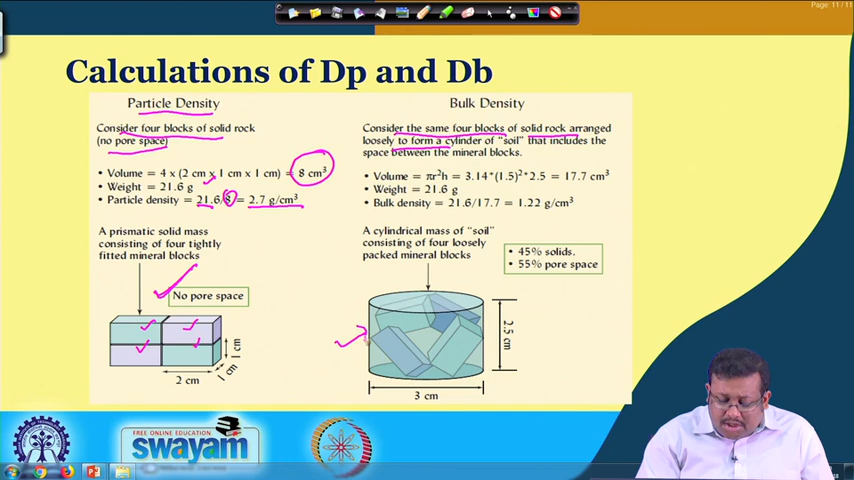 Page: 11 / 11
Calculations of Dp and Db
Particle Density
Consider four blocks of solid rock
(no pore space)
• Volume = 4 x (2 cm x 1 cm x 1 cm) = 8 cm³
• Weight = 21.6 g
• Particle density = 21.6/8 = 2.7 g/cm³
A prismatic solid mass
consisting of four tightly
fitted mineral blocks
No pore space
1 cm
1 cm
2 cm
Bulk Density
Consider the same four blocks of solid rock arranged
loosely to form a cylinder of "soil" that includes the
space between the mineral blocks.
• Volume = πr²h = 3.14*(1.5)²*2.5 = 17.7 cm³
• Weight = 21.6 g
• Bulk density = 21.6/17.7 = 1.22 g/cm³
A cylindrical mass of "soil"
consisting of four loosely
packed mineral blocks
• 45% solids,
• 55% pore space
2.5 cm
3 cm
FREE ONLINE EDUCATION
swayam